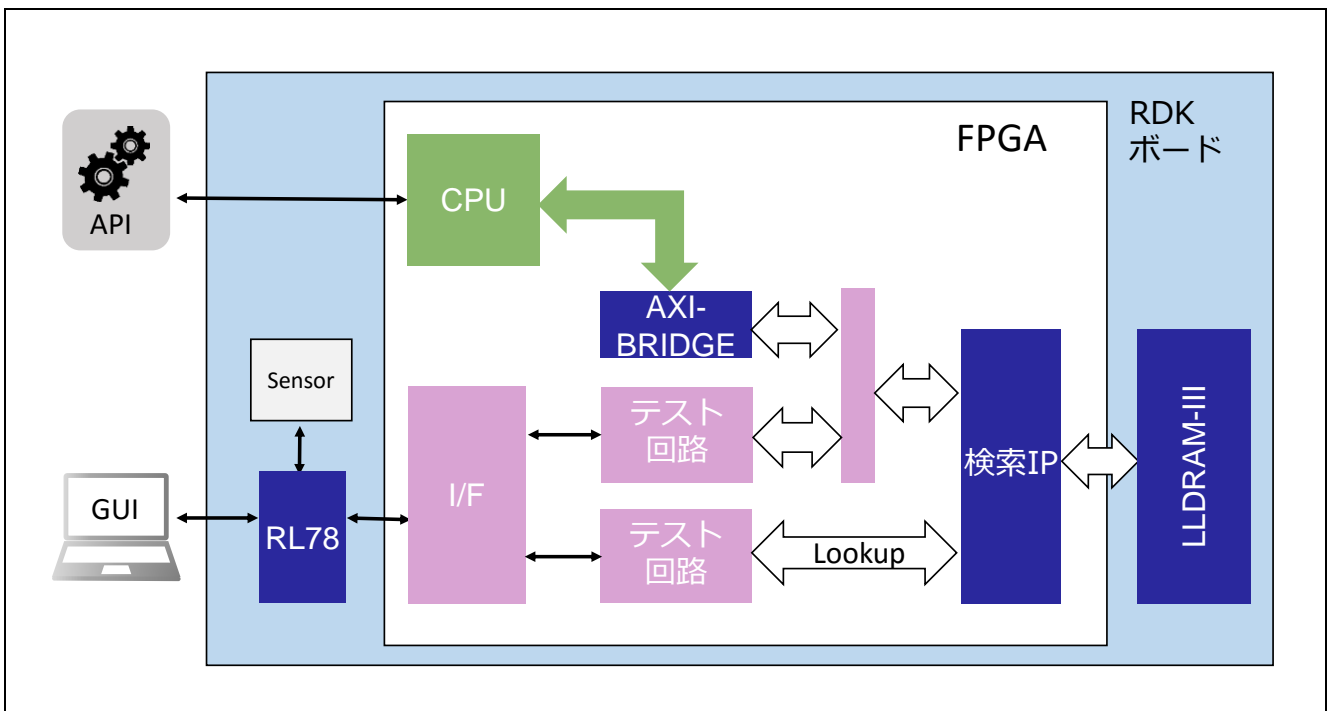 RDK
ボード
FPGA
API
CPU
AXI-
BRIDGE
Sensor
テスト
回路
GUI
RL78
I/F
テスト
回路
Lookup
検索IP
LLDRAM-III